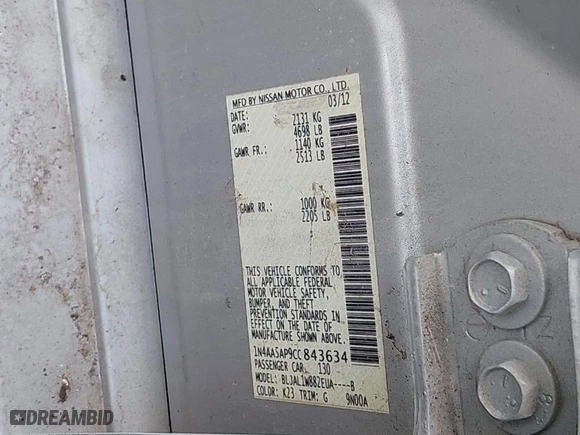 MFD BY NISSAN MOTOR CO., LTD.
DATE: 03/12
GVWR: 2131 KG
4698 LB
GAWR FR.: 1140 KG
2513 LB
GAWR RR.: 1000 KG
2205 LB
THIS VEHICLE CONFORMS TO
ALL APPLICABLE FEDERAL
MOTOR VEHICLE SAFETY,
BUMPER, AND THEFT
PREVENTION STANDARDS IN
EFFECT ON THE DATE OF
MANUFACTURE SHOWN ABOVE.
1N4AA5AP9CC843634
PASSENGER CAR 130
MODEL: BLJALIW882EUA----B
COLOR: K23 TRIM: G 9N00A
DREAMBID